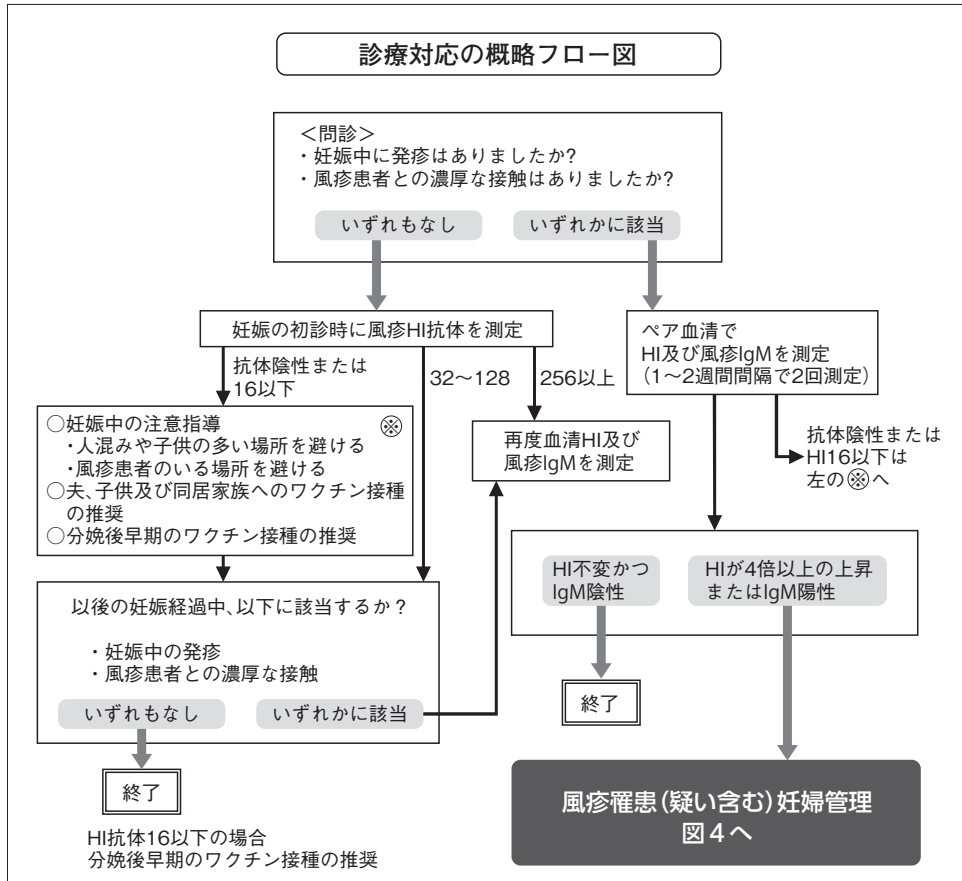 診療対応の概略フロー図
<問診>
・妊娠中に発疹はありましたか?
・風疹患者との濃厚な接触はありましたか?
いずれもなし
いずれかに該当
妊娠の初診時に風疹HI抗体を測定
ペア血清で
HI及び風疹IgMを測定
(1～2週間間隔で2回測定)
抗体陰性または
16以下
32～128
256以上
○妊娠中の注意指導
※
・人混みや子供の多い場所を避ける
・風疹患者のいる場所を避ける
○夫、子供及び同居家族へのワクチン接種
の推奨
○分娩後早期のワクチン接種の推奨
再度血清HI及び
風疹IgMを測定
抗体陰性または
HI16以下は
左の※へ
以後の妊娠経過中、以下に該当するか？
・妊娠中の発疹
・風疹患者との濃厚な接触
いずれもなし
いずれかに該当
HI不変かつ
IgM陰性
HIが4倍以上の上昇
またはIgM陽性
終了
終了
HI抗体16以下の場合
分娩後早期のワクチン接種の推奨
風疹罹患(疑い含む)妊婦管理
図4へ